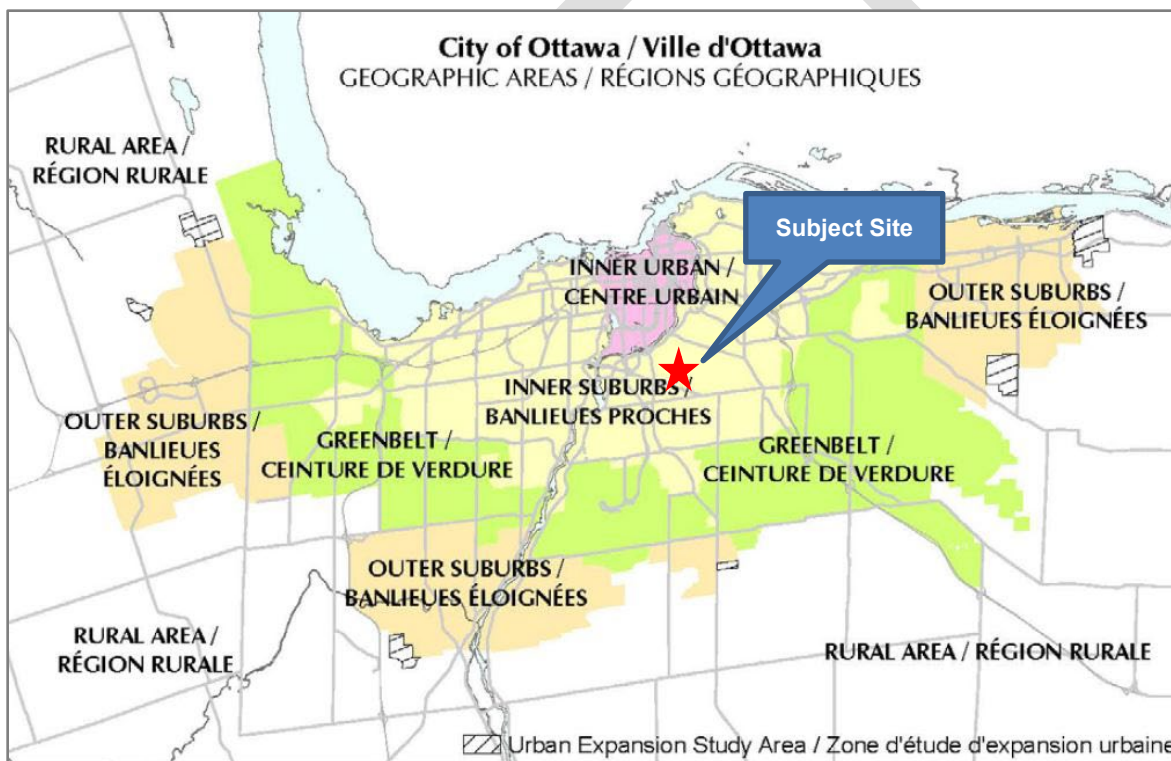 City of Ottawa / Ville d'Ottawa
GEOGRAPHIC AREAS / RÉGIONS GÉOGRAPHIQUES
RURAL AREA /
RÉGION RURALE
Subject Site
INNER URBAN /
CENTRE URBAIN
OUTER SUBURBS /
BANLIEUES ÉLOIGNÉES
INNER SUBURBS /
BANLIEUES PROCHES
OUTER SUBURBS /
BANLIEUES
ÉLOIGNÉES
GREENBELT /
CEINTURE DE VERDURE
GREENBELT /
CEINTURE DE VERDURE
OUTER SUBURBS /
BANLIEUES ÉLOIGNÉES
RURAL AREA /
RÉGION RURALE
RURAL AREA / RÉGION RURALE
Urban Expansion Study Area / Zone d'étude d'expansion urbaine